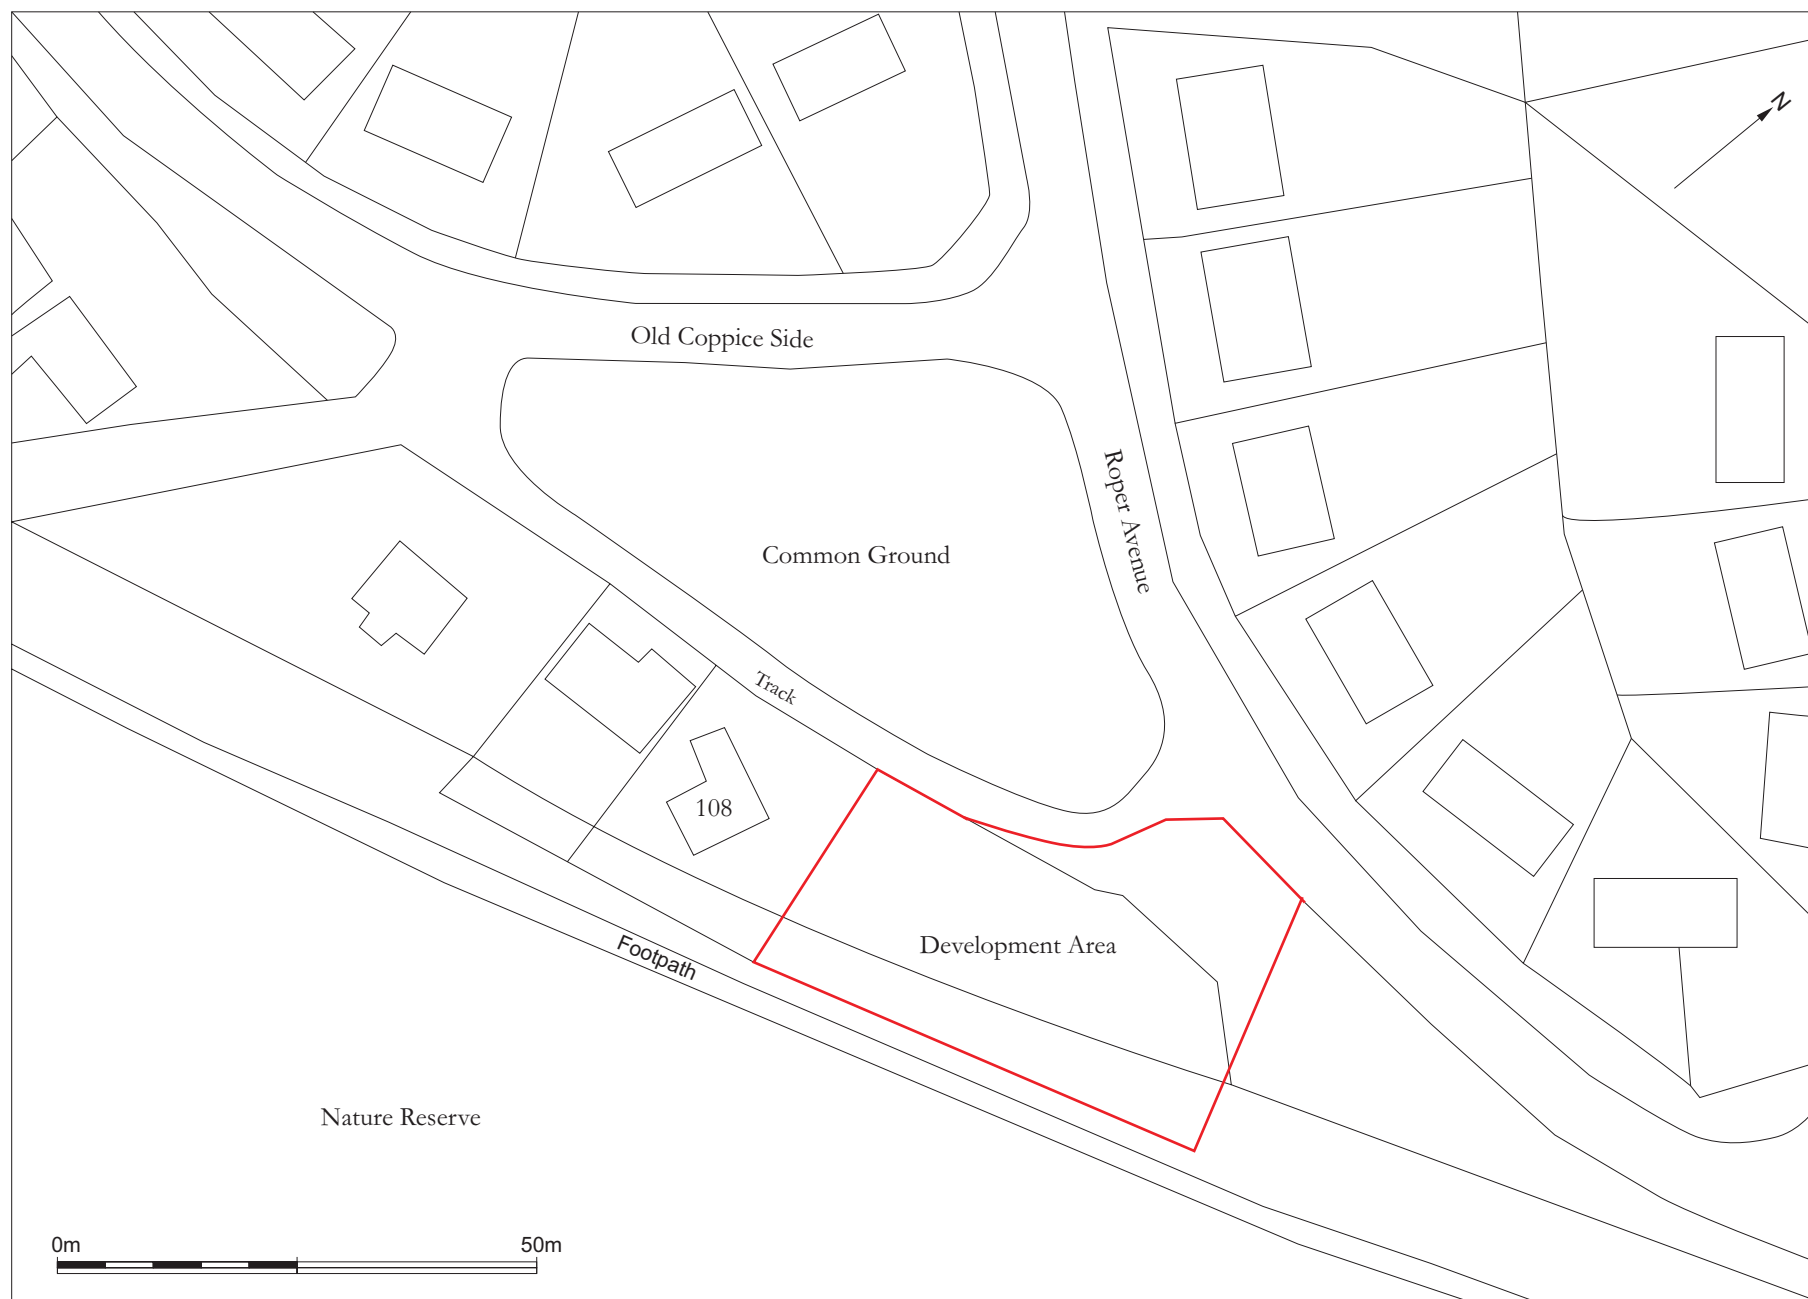 N
Old Coppice Side
Roper Avenue
Common Ground
Track
108
Development Area
Footpath
Nature Reserve
0m 50m